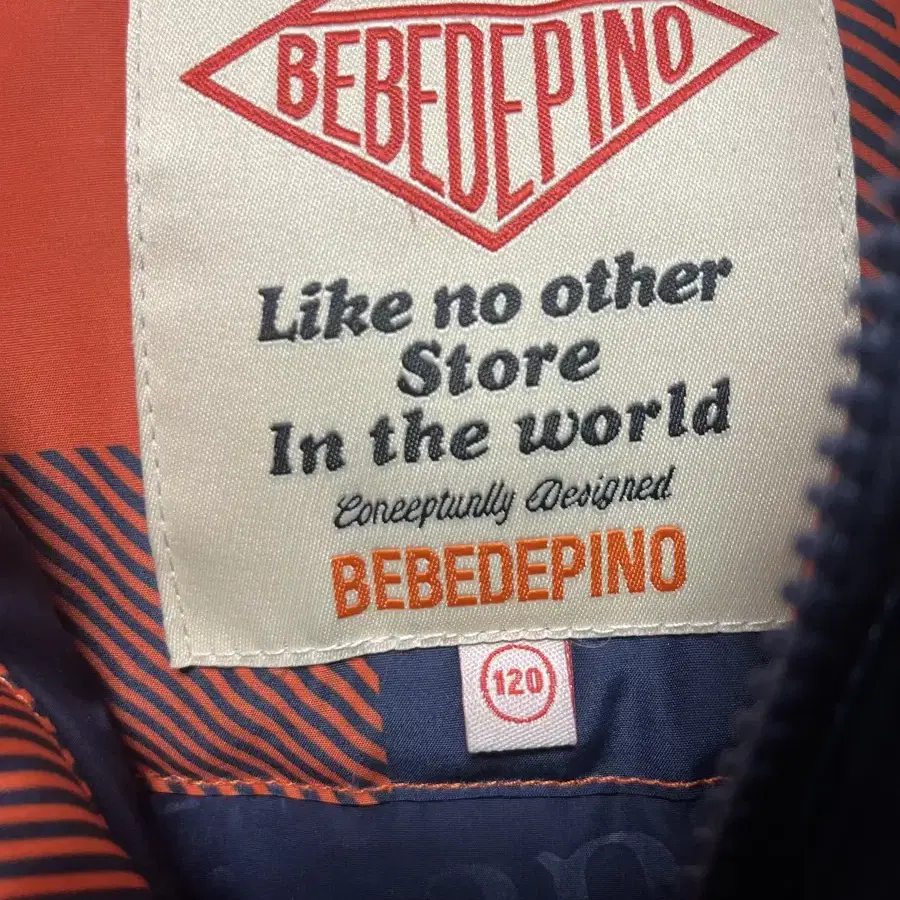 BEBEDEPINO
Like no other
Store
In the world
Conceptunlly Designed
BEBEDEPINO
120